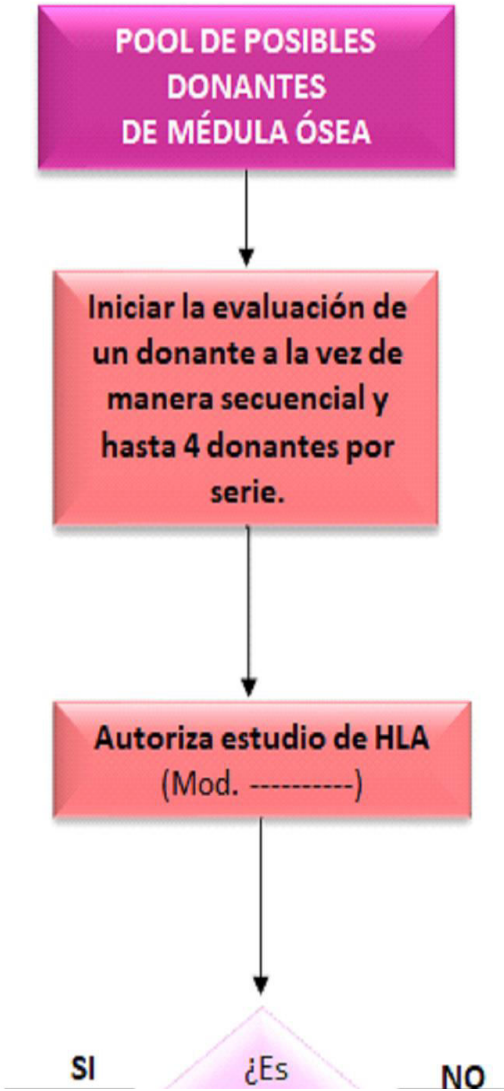 POOL DE POSIBLES
DONANTES
DE MÉDULA ÓSEA
Iniciar la evaluación de
un donante a la vez de
manera secuencial y
hasta 4 donantes por
serie.
Autoriza estudio de HLA
(Mod. ----------)
SI
¿Es
NO